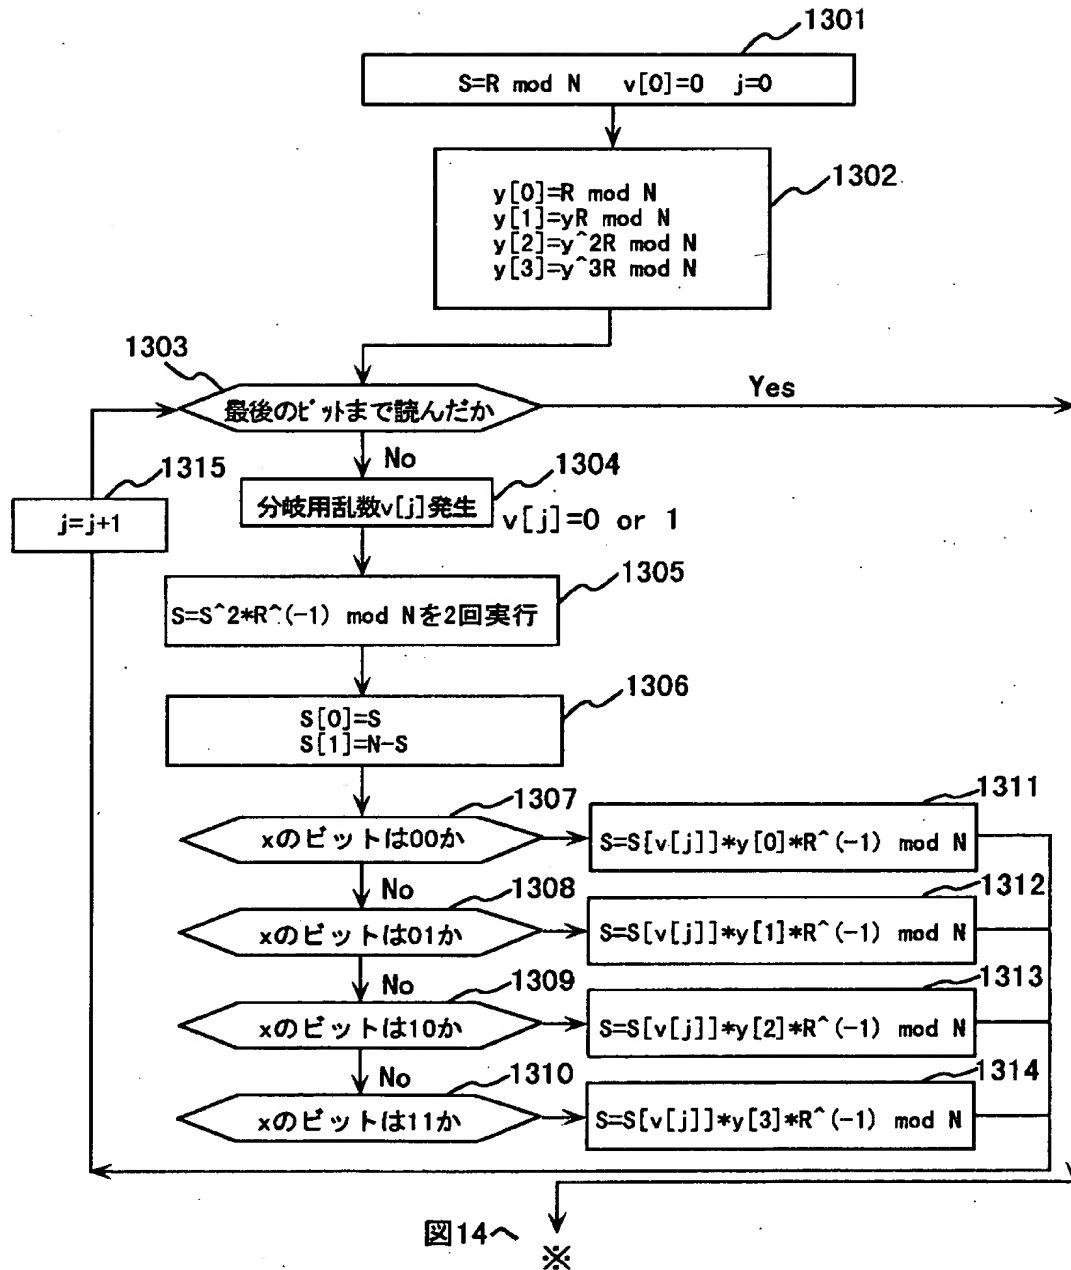 1301
S=R mod N v[0]=0 j=0
1302
y[0]=R mod N
y[1]=yR mod N
y[2]=y^2R mod N
y[3]=y^3R mod N
1303
最後のﾋﾞｯﾄまで読んだか
Yes
No
1315
j=j+1
1304
分岐用乱数v[j]発生
v[j]=0 or 1
1305
S=S^2*R^(-1) mod Nを2回実行
1306
S[0]=S
S[1]=N-S
1307
xのビットは00か
1311
S=S[v[j]]*y[0]*R^(-1) mod N
No
1308
xのビットは01か
1312
S=S[v[j]]*y[1]*R^(-1) mod N
No
1309
xのビットは10か
1313
S=S[v[j]]*y[2]*R^(-1) mod N
No
1310
xのビットは11か
1314
S=S[v[j]]*y[3]*R^(-1) mod N
図14へ
※